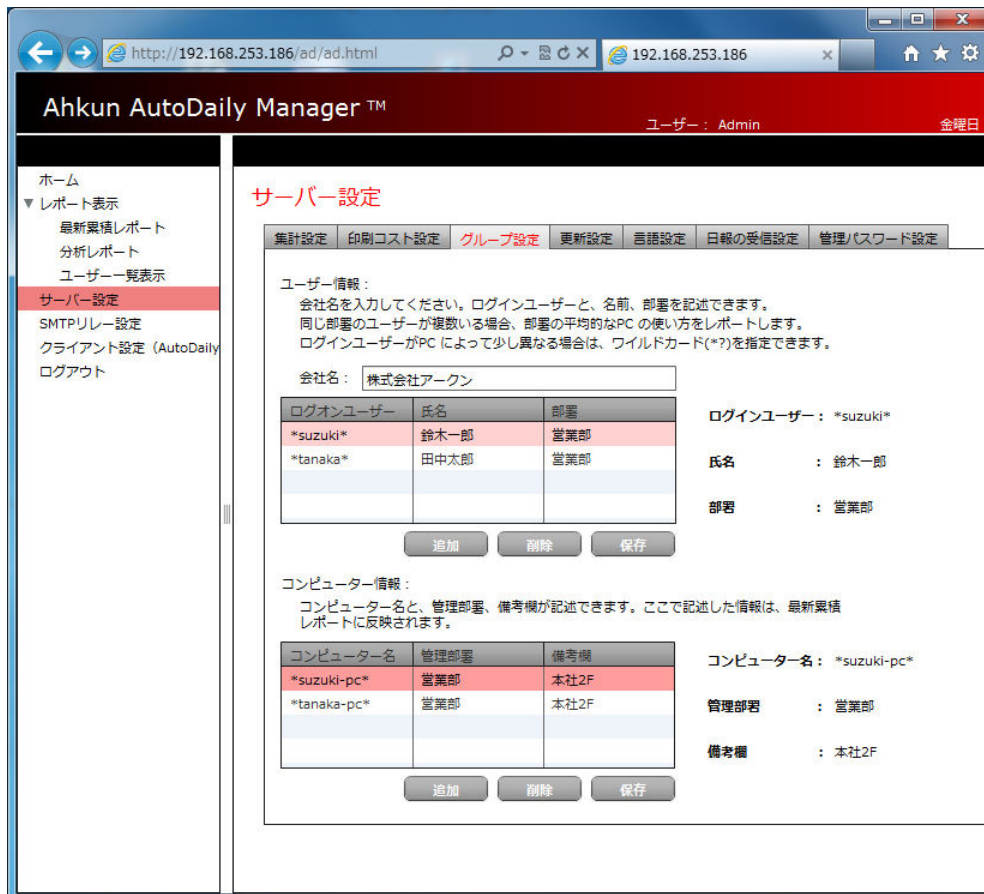 http://192.168.253.186/ad/ad.html
192.168.253.186
Ahkun AutoDaily Manager ™
ユーザー： Admin
金曜日
ホーム
▼ レポート表示
最新累積レポート
分析レポート
ユーザー一覧表示
サーバー設定
SMTPリレー設定
クライアント設定（AutoDaily
ログアウト
サーバー設定
集計設定 印刷コスト設定 グループ設定 更新設定 言語設定 日報の受信設定 管理パスワード設定
ユーザー情報：
会社名を入力してください。ログインユーザーと、名前、部署を記述できます。
同じ部署のユーザーが複数いる場合、部署の平均的なPC の使い方をレポートします。
ログインユーザーがPC によって少し異なる場合は、ワイルドカード(*?)を指定できます。
会社名： 株式会社アークン
ログオンユーザー 氏名 部署
*suzuki* 鈴木一郎 営業部
*tanaka* 田中太郎 営業部
ログインユーザー： *suzuki*
氏名 ： 鈴木一郎
部署 ： 営業部
追加 削除 保存
コンピューター情報：
コンピューター名と、管理部署、備考欄が記述できます。ここで記述した情報は、最新累積
レポートに反映されます。
コンピューター名 管理部署 備考欄
*suzuki-pc* 営業部 本社2F
*tanaka-pc* 営業部 本社2F
コンピューター名： *suzuki-pc*
管理部署 ： 営業部
備考欄 ： 本社2F
追加 削除 保存